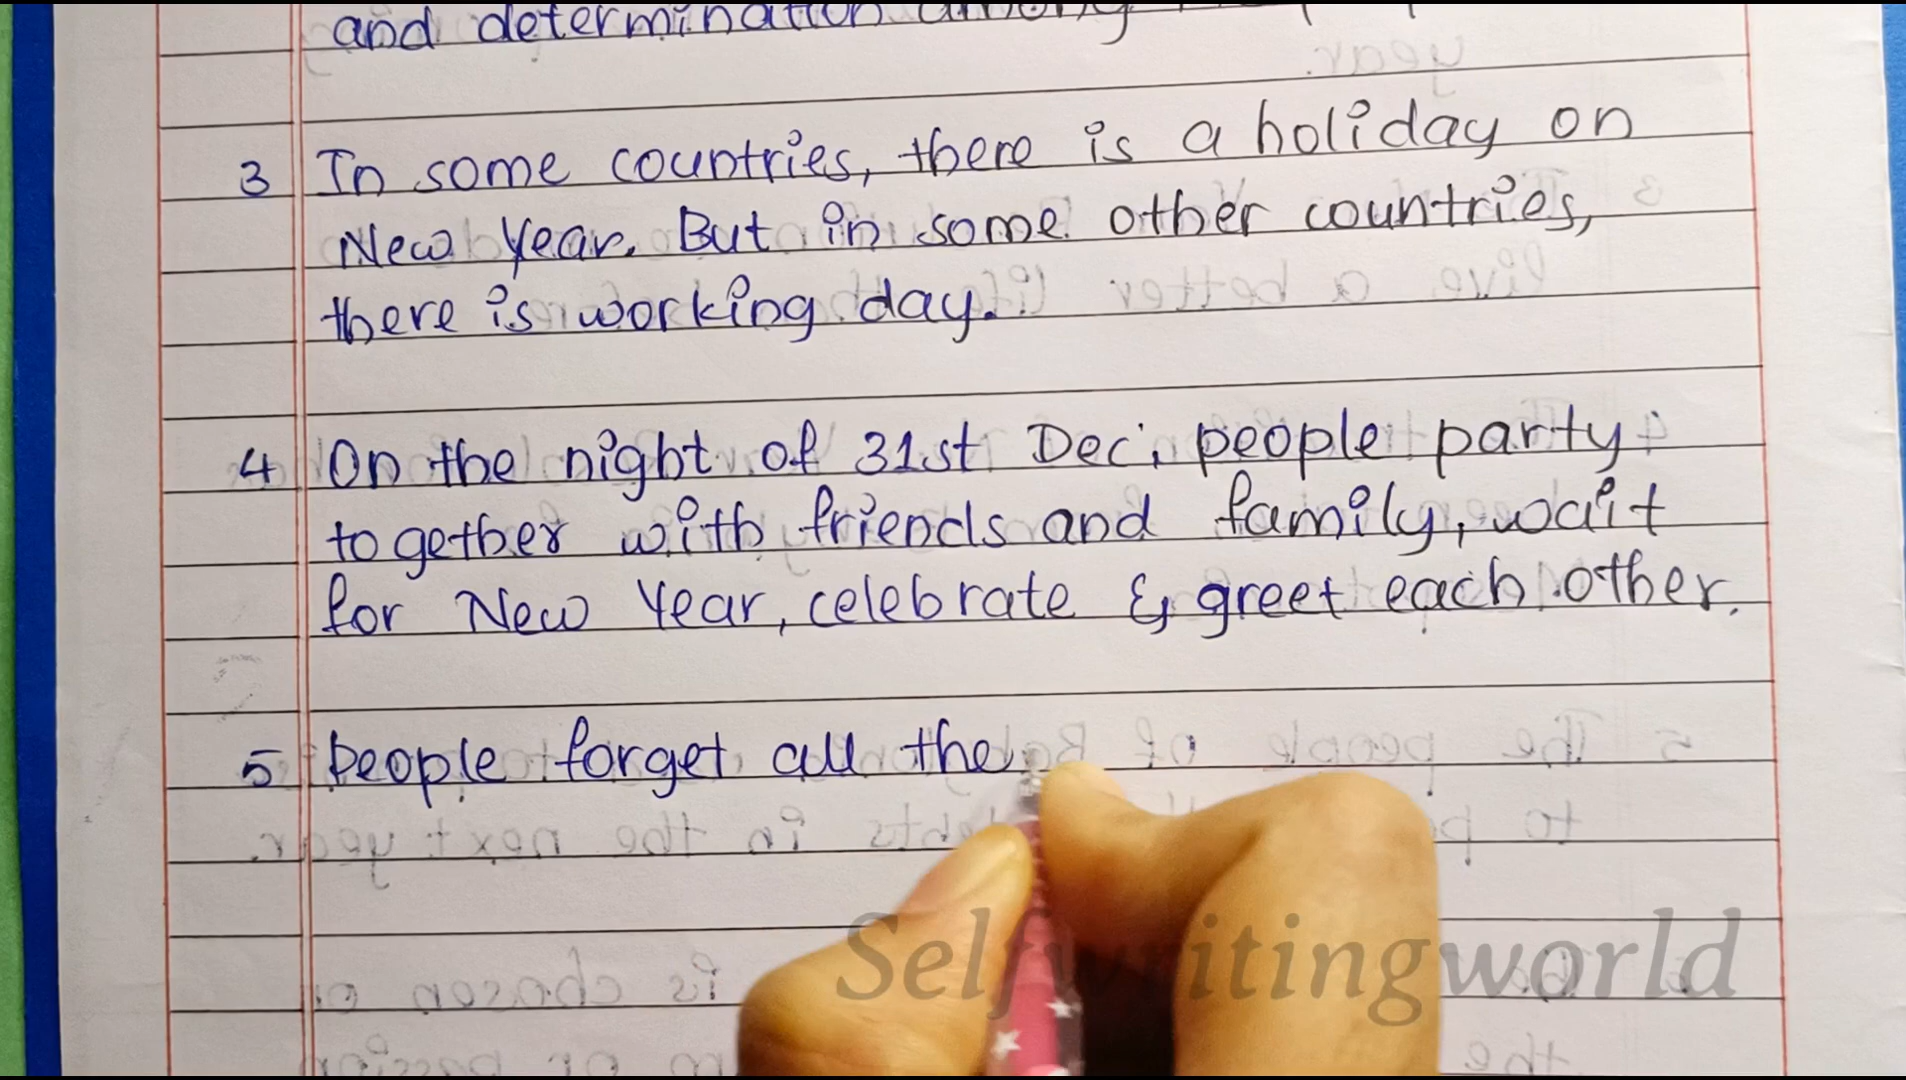 and determination among
3 In some countries, there is a holiday on
New Year. But in some other countries,
there is working day.
4 On the night of 31st Dec, people party
together with friends and family, wait
for New Year, celebrate & greet each other.
5 People forget all the
Selfwritingworld